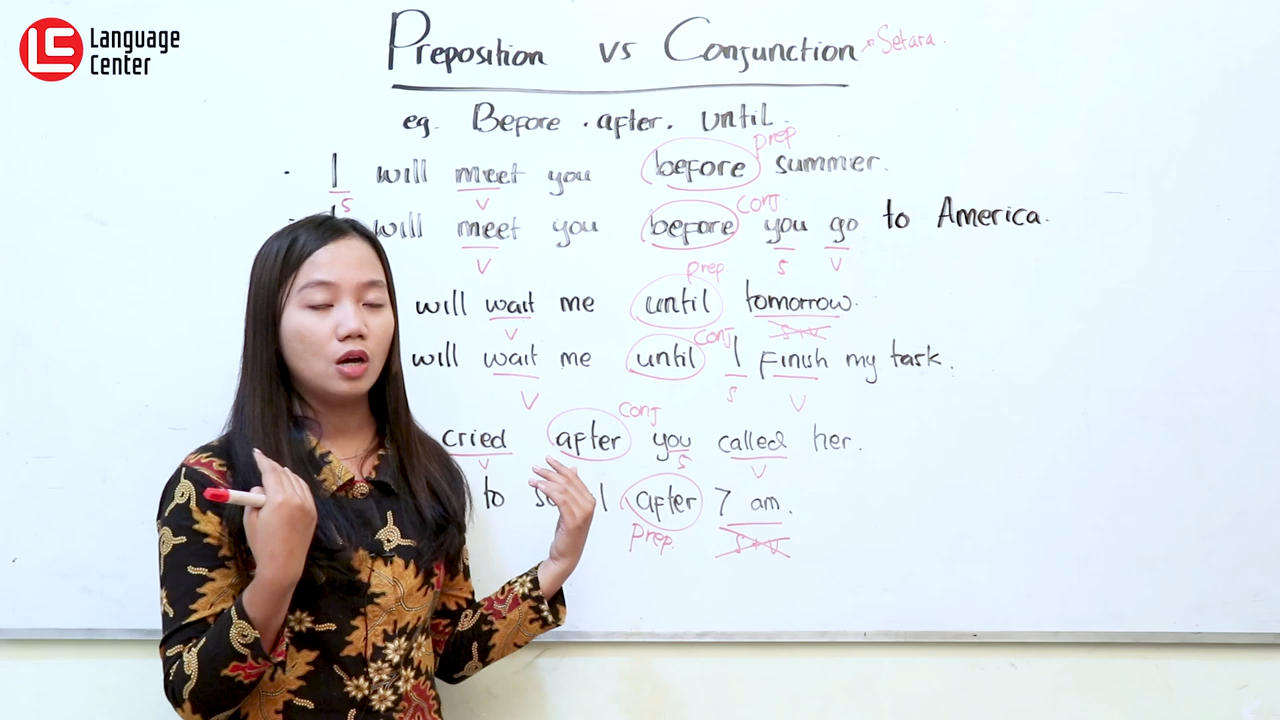 LC Language
Center
Preposition vs Conjunction * Setara.
eg. Before . after. until.
prep
. I will meet you before summer.
S V
conj
will meet you before you go to America.
V S V
prep.
will wait me until tomorrow.
V S+V
conj
will wait me until I finish my task.
V S V
conj
cried after you called her.
V S V
to after 7 am.
prep. S+V